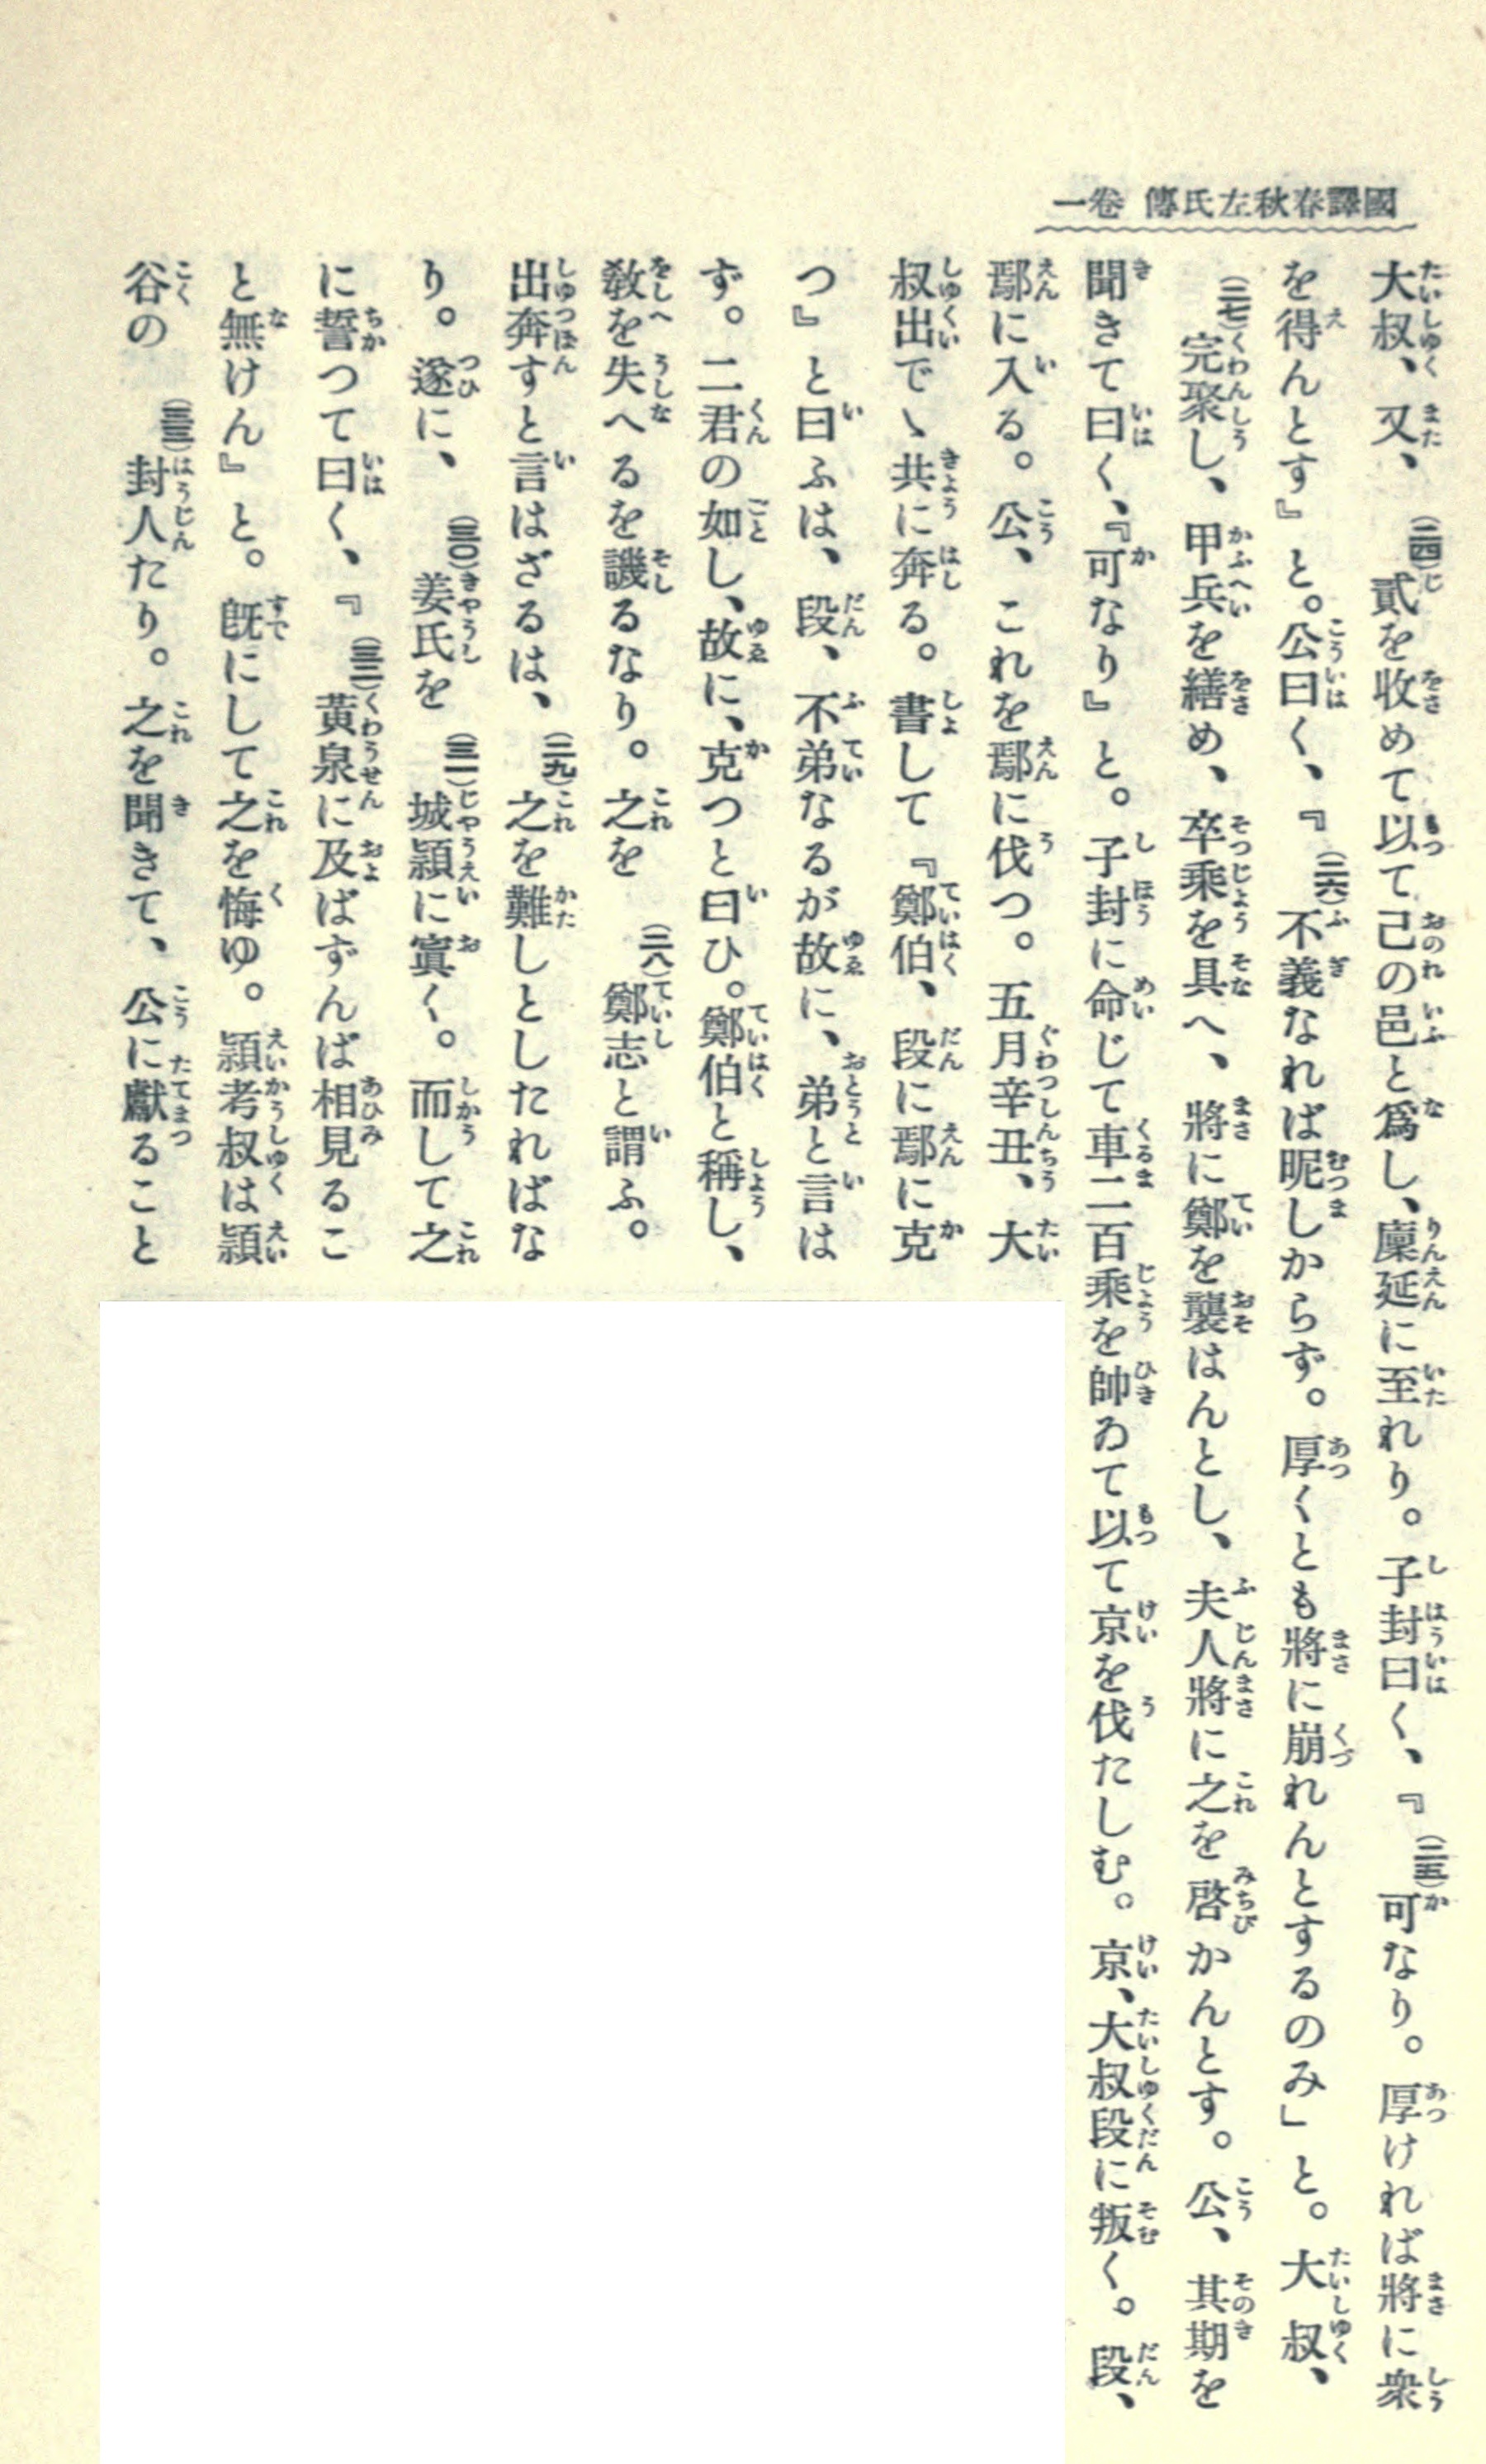 國譯春秋左氏傳 卷一
大叔、又、(二四)貳を收めて以て己の邑と爲し、廩延に至れり。子封曰く、『(二五)可なり。厚ければ將に衆
を得んとす』と。公曰く、『(二六)不義なれば昵しからず。厚くとも將に崩れんとするのみ」と。大叔、
(二七)完聚し、甲兵を繕め、卒乘を具へ、將に鄭を襲はんとし、夫人將に之を啓かんとす。公、其期を
聞きて曰く、『可なり』と。子封に命じて車二百乘を帥ゐて以て京を伐たしむ。京、大叔段に叛く。段、
鄢に入る。公、これを鄢に伐つ。五月辛丑、大
叔出でゝ共に奔る。書して『鄭伯、段に鄢に克
つ』と曰ふは、段、不弟なるが故に、弟と言は
ず。二君の如し、故に、克つと曰ひ。鄭伯と稱し、
敎を失へるを譏るなり。之を(二八)鄭志と謂ふ。
出奔すと言はざるは、(二九)之を難しとしたればな
り。遂に、(三〇)姜氏を(三一)城潁に寘く。而して之
に誓つて曰く、『(三二)黃泉に及ばずんば相見るこ
と無けん』と。旣にして之を悔ゆ。潁考叔は潁
谷の(三三)封人たり。之を聞きて、公に獻ること